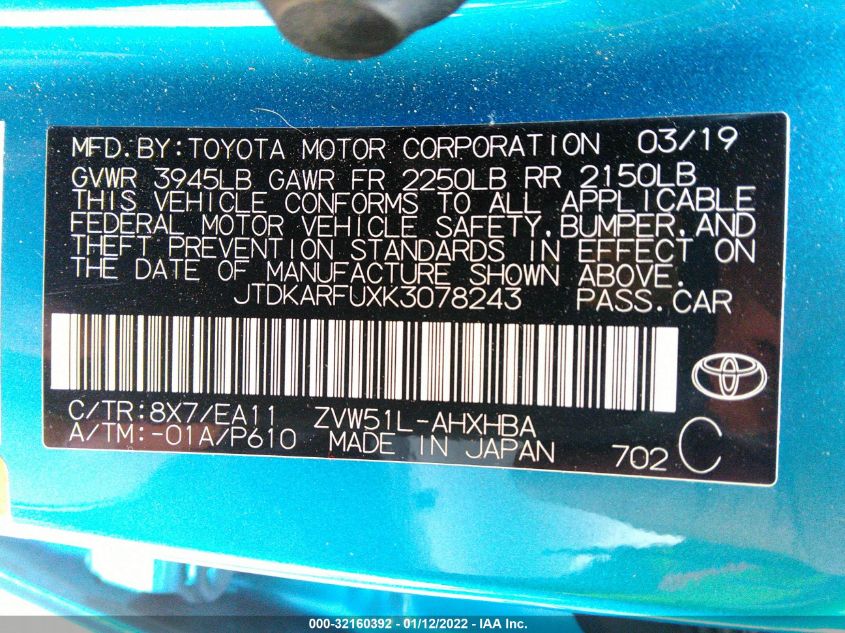 MFD.BY:TOYOTA MOTOR CORPORATION 03/19
GVWR 3945LB GAWR FR 2250LB RR 2150LB
THIS VEHICLE CONFORMS TO ALL APPLICABLE
FEDERAL MOTOR VEHICLE SAFETY,BUMPER,AND
THEFT PREVENTION STANDARDS IN EFFECT ON
THE DATE OF MANUFACTURE SHOWN ABOVE.
JTDKARFUXK3078243 PASS.CAR
C/TR:8X7/EA11 ZVW51L-AHXHBA
A/TM:-01A/P610 MADE IN JAPAN 702 C
000-32160392 - 01/12/2022 - IAA Inc.